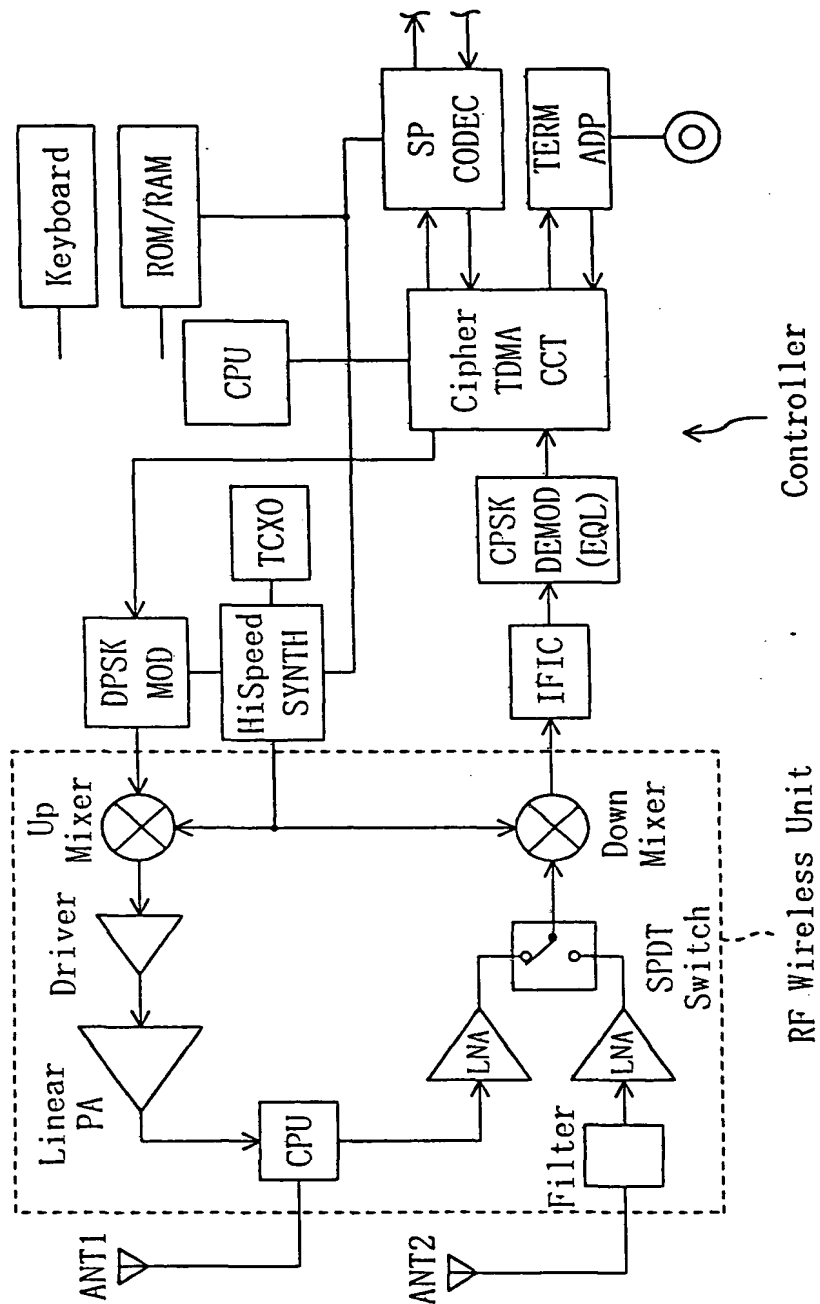 Keyboard
ROM/RAM
CPU
SP
CODEC
TERM
ADP
Cipher
TDMA
CCT
Controller
TCXO
HiSpeed
SYNTH
DPSK
MOD
CPSK
DEMOD
(EQL)
IFIC
Up
Mixer
Down
Mixer
Driver
Linear
PA
SPDT
Switch
LNA
LNA
CPU
Filter
ANT1
ANT2
RF Wireless Unit